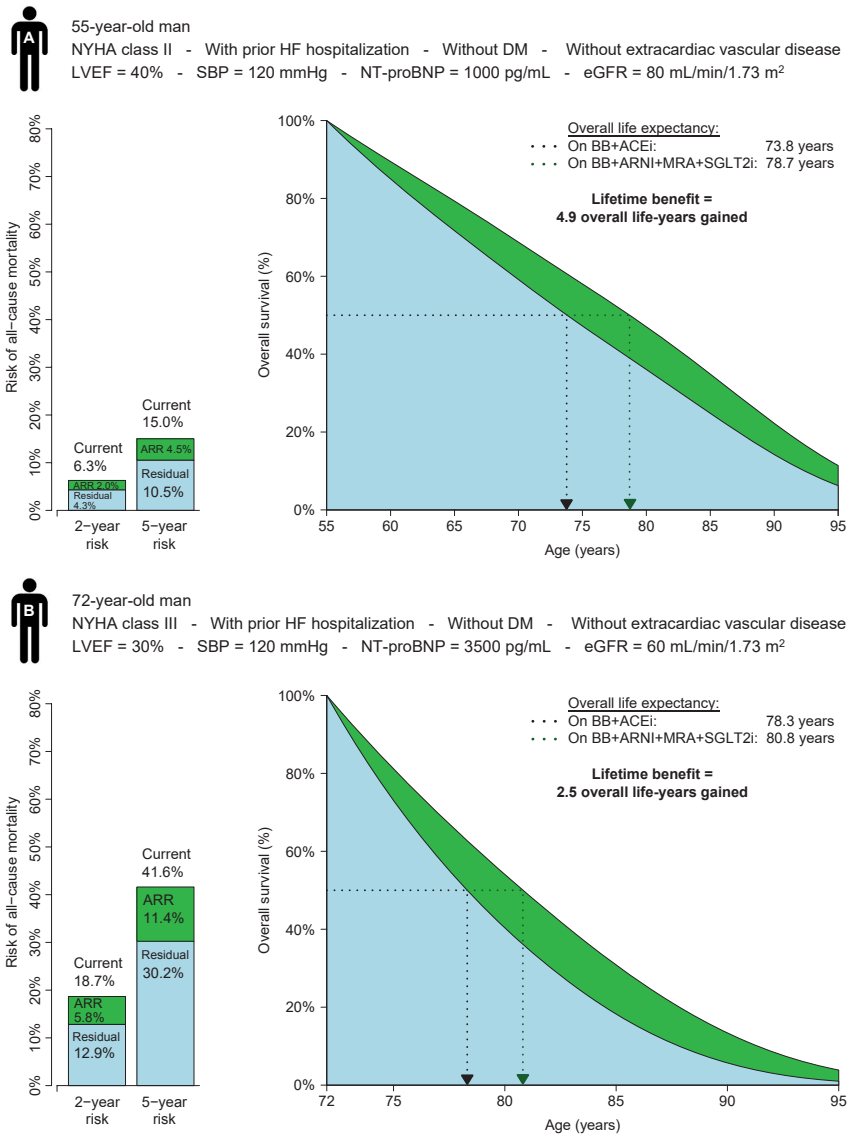 A
55-year-old man
NYHA class II - With prior HF hospitalization - Without DM - Without extracardiac vascular disease
LVEF = 40% - SBP = 120 mmHg - NT-proBNP = 1000 pg/mL - eGFR = 80 mL/min/1.73 m²
Risk of all−cause mortality
80%
70%
60%
50%
40%
30%
20%
10%
0%
Current
6.3%
ARR 2.0%
Residual
4.3%
Current
15.0%
ARR 4.5%
Residual
10.5%
2−year
risk
5−year
risk
Overall survival (%)
100%
80%
60%
40%
20%
0%
Overall life expectancy:
On BB+ACEi: 73.8 years
On BB+ARNI+MRA+SGLT2i: 78.7 years
Lifetime benefit =
4.9 overall life-years gained
55 60 65 70 75 80 85 90 95
Age (years)
B
72-year-old man
NYHA class III - With prior HF hospitalization - Without DM - Without extracardiac vascular disease
LVEF = 30% - SBP = 120 mmHg - NT-proBNP = 3500 pg/mL - eGFR = 60 mL/min/1.73 m²
Risk of all−cause mortality
80%
70%
60%
50%
40%
30%
20%
10%
0%
Current
18.7%
ARR
5.8%
Residual
12.9%
Current
41.6%
ARR
11.4%
Residual
30.2%
2−year
risk
5−year
risk
Overall survival (%)
100%
80%
60%
40%
20%
0%
Overall life expectancy:
On BB+ACEi: 78.3 years
On BB+ARNI+MRA+SGLT2i: 80.8 years
Lifetime benefit =
2.5 overall life-years gained
72 75 80 85 90 95
Age (years)